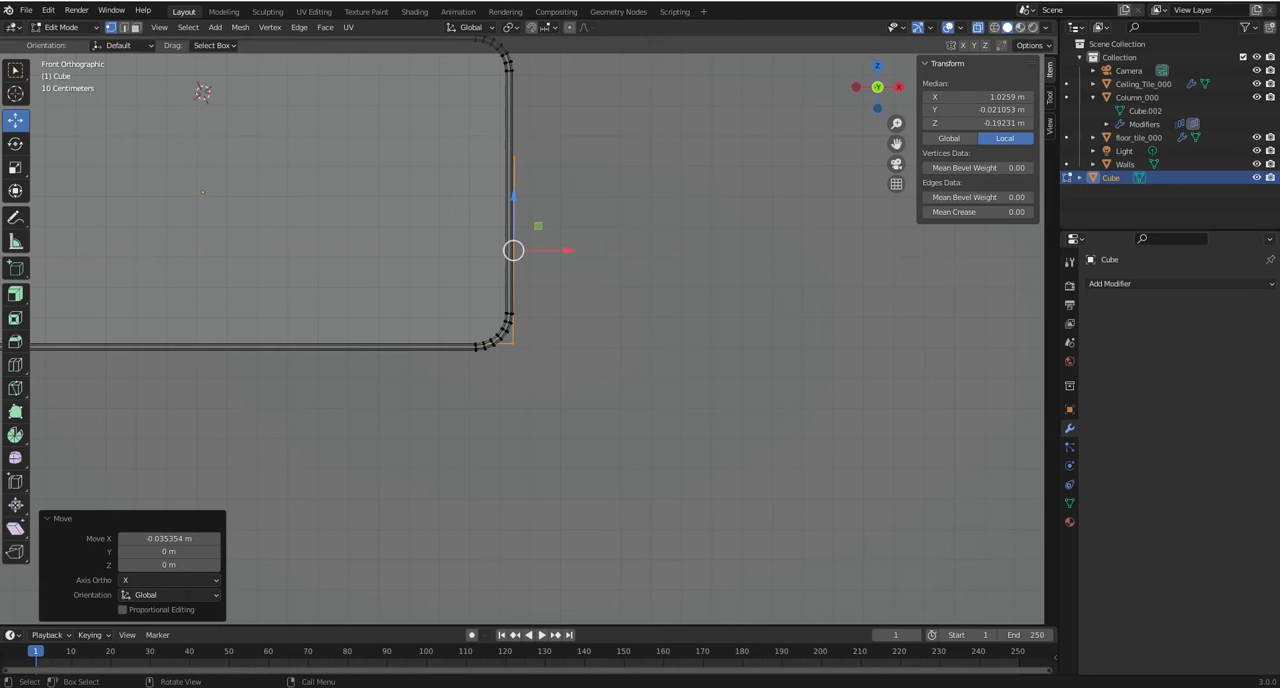 File Edit Render Window Help Layout Modeling Sculpting UV Editing Texture Paint Shading Animation Rendering Compositing Geometry Nodes Scripting + Scene View Layer
Edit Mode View Select Add Mesh Vertex Edge Face UV Global
Orientation: Default Drag: Select Box X Y Z Options
Front Orthographic
(1) Cube
10 Centimeters
Z
-Y
X
Transform
Median:
X 1.0259 m
Y -0.021053 m
Z -0.19231 m
Global Local
Vertices Data:
Mean Bevel Weight 0.00
Edges Data:
Mean Bevel Weight 0.00
Mean Crease 0.00
Item
Tool
View
Scene Collection
Collection
Camera
Ceiling_Tile_000
Column_000
Cube.002
Modifiers
floor_tile_000
Light
Walls
Cube
Cube
Add Modifier
Move
Move X -0.035354 m
Y 0 m
Z 0 m
Axis Ortho X
Orientation Global
Proportional Editing
Playback Keying View Marker 1 Start 1 End 250
1 10 20 30 40 50 60 70 80 90 100 110 120 130 140 150 160 170 180 190 200 210 220 230 240 250
Select Box Select Rotate View Call Menu 3.0.0